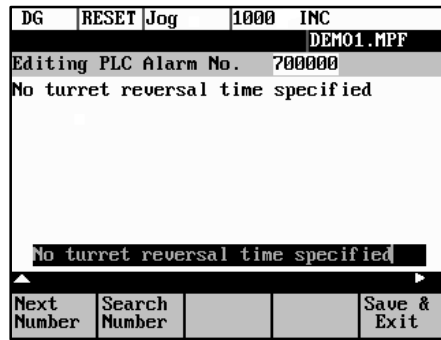 DG RESET Jog 1000 INC
DEMO1.MPF
Editing PLC Alarm No. 700000
No turret reversal time specified
No turret reversal time specified
Next Number Search Number Save & Exit